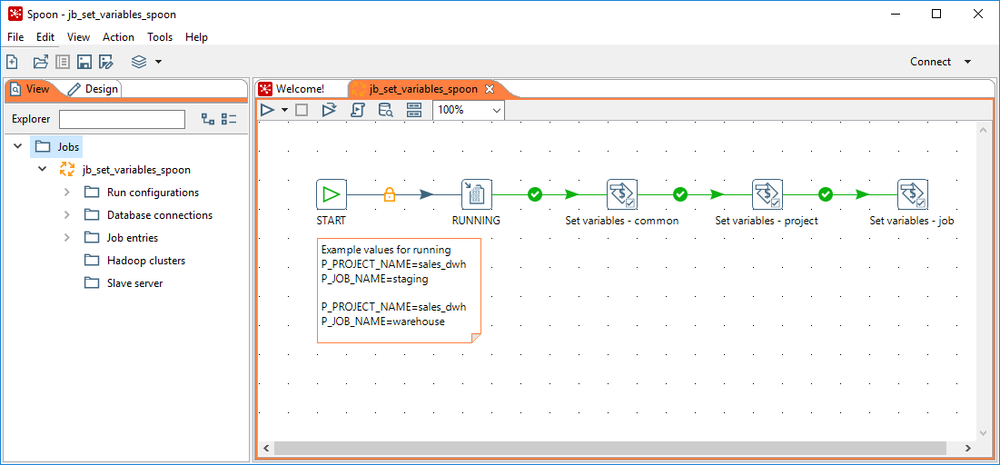 Spoon - jb_set_variables_spoon
File Edit View Action Tools Help
Connect
View Design
Explorer
Jobs
jb_set_variables_spoon
Run configurations
Database connections
Job entries
Hadoop clusters
Slave server
Welcome! jb_set_variables_spoon
100%
START RUNNING Set variables - common Set variables - project Set variables - job
Example values for running
P_PROJECT_NAME=sales_dwh
P_JOB_NAME=staging
P_PROJECT_NAME=sales_dwh
P_JOB_NAME=warehouse